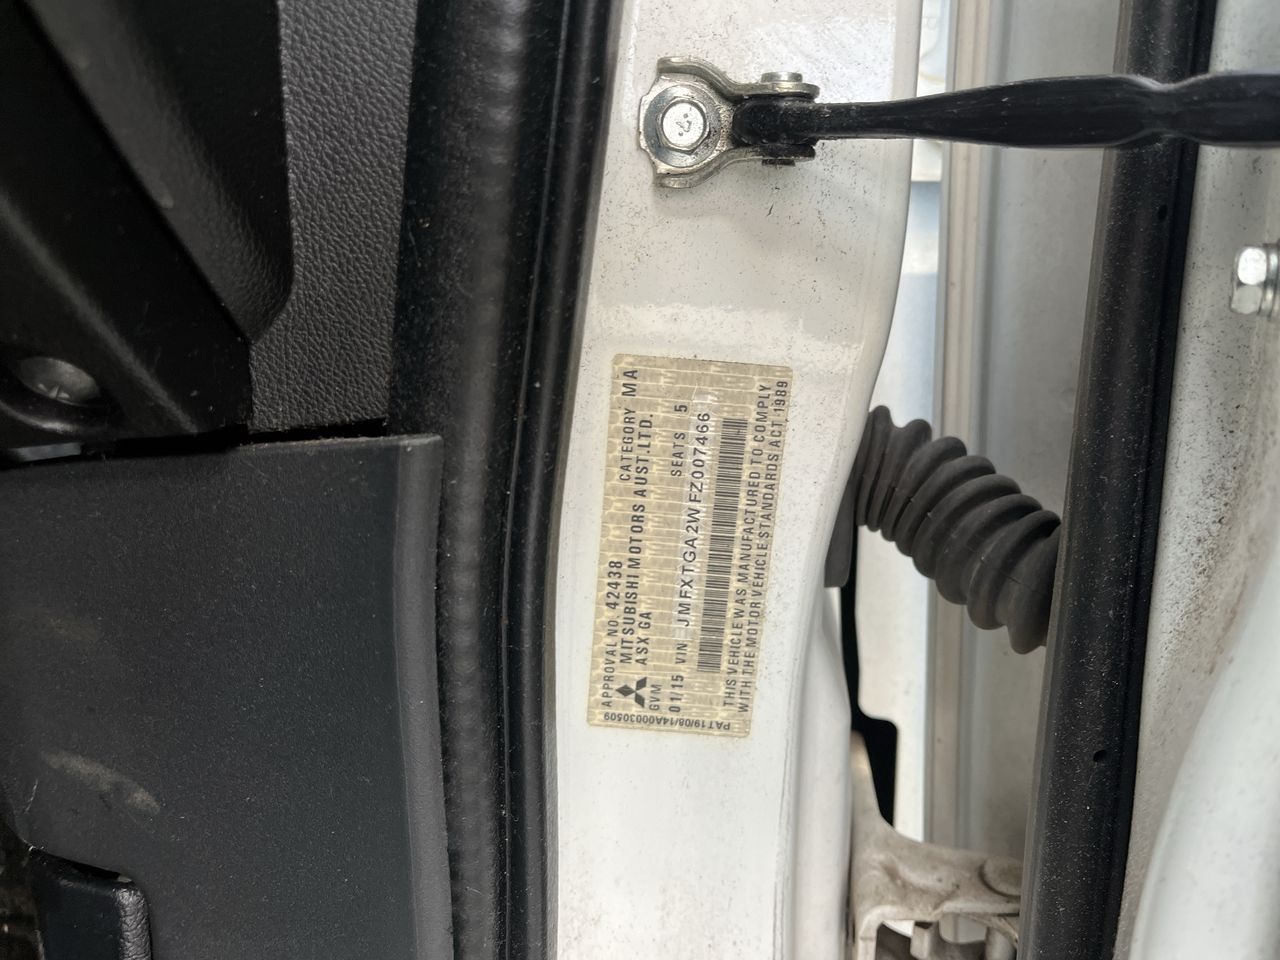 APPROVAL NO. 42438 CATEGORY MA
MITSUBISHI MOTORS AUST.LTD.
ASX GA
GVM SEATS 5
01/15 VIN JMFXTGA2WFZ007466
THIS VEHICLE WAS MANUFACTURED TO COMPLY
WITH THE MOTOR VEHICLE STANDARDS ACT 1989
PAT19/08/14A00030509